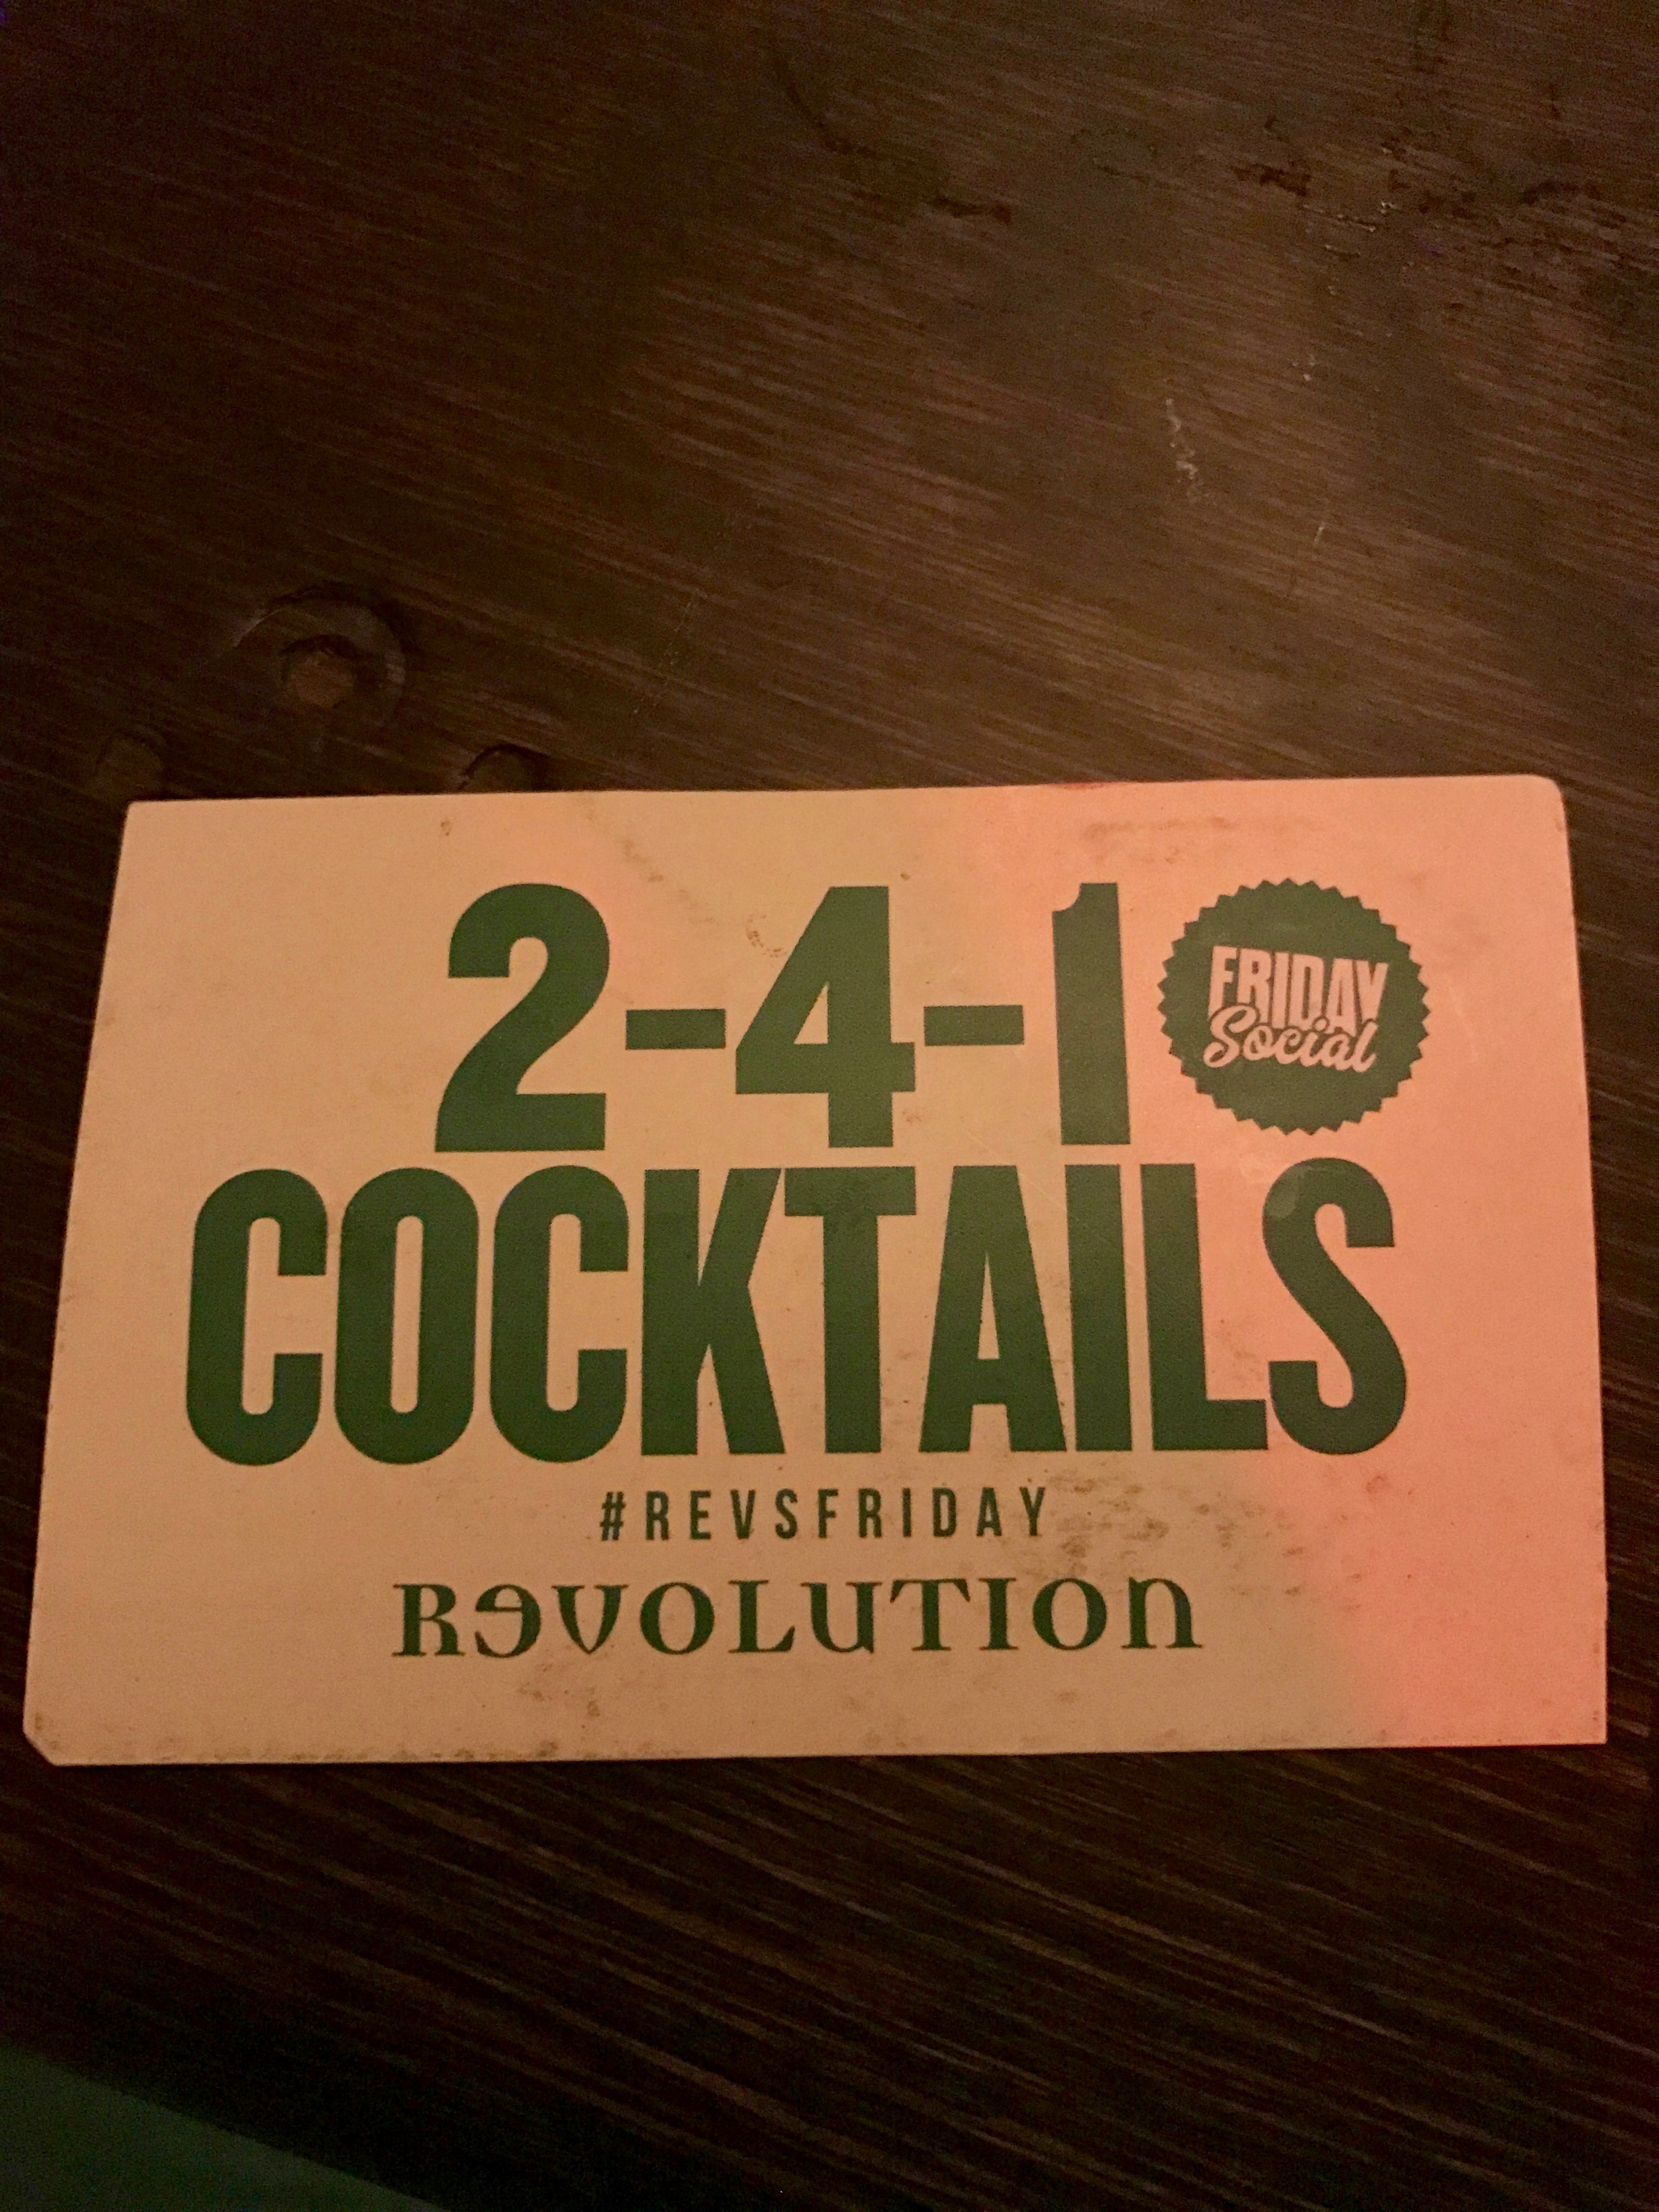 2-4-1
FRIDAY
Social
COCKTAILS
#REVSFRIDAY
REVOLUTION